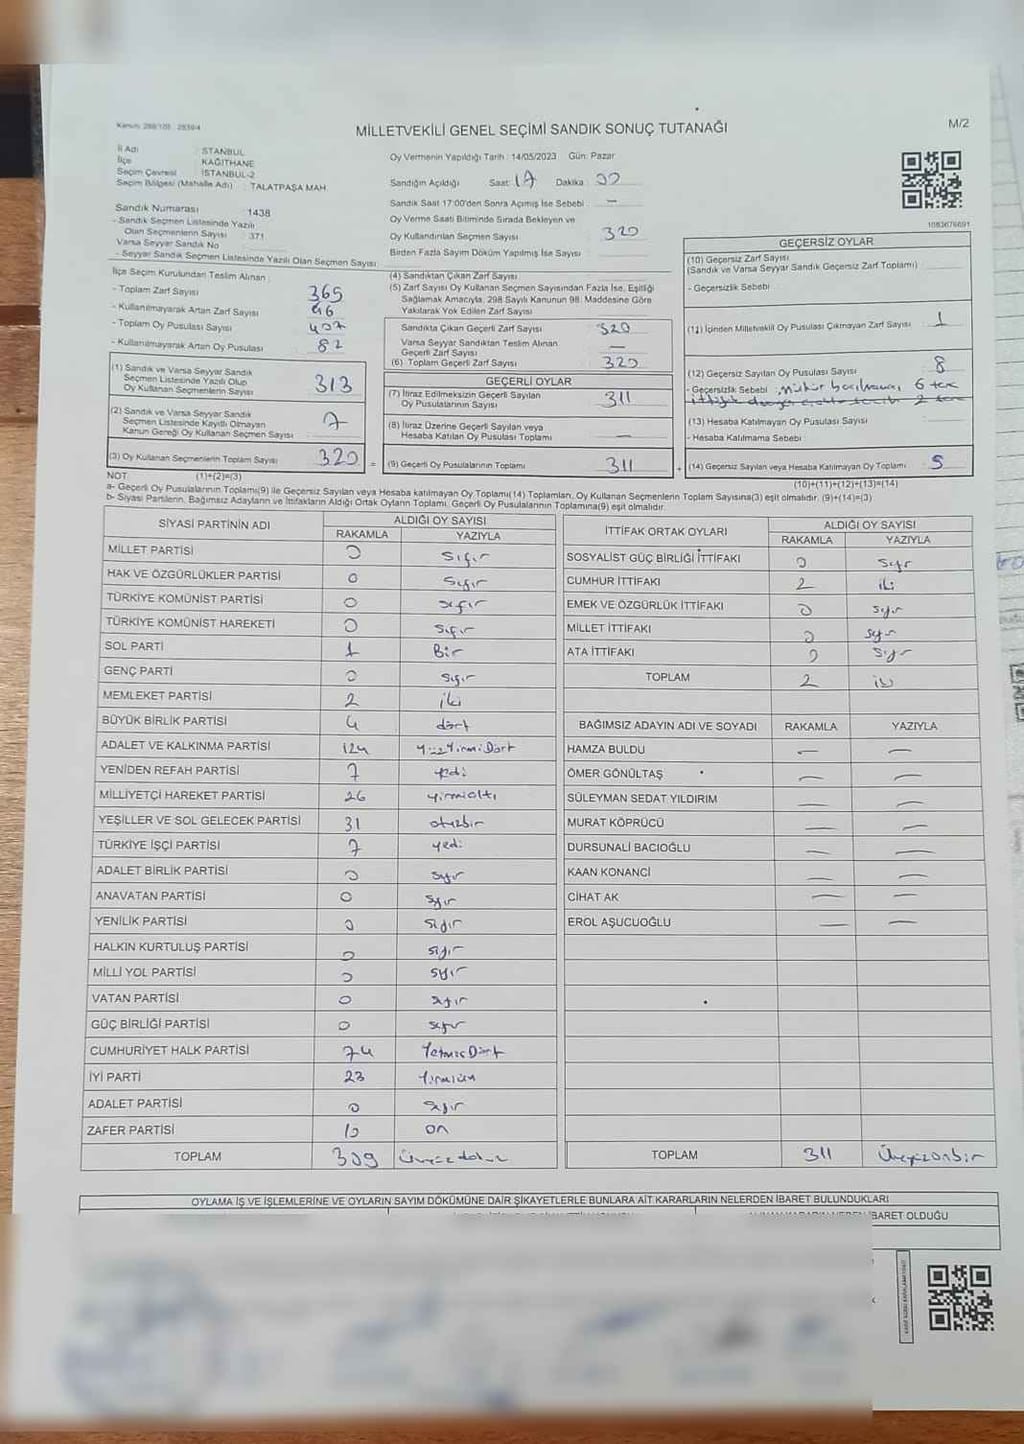 Kanun: 298/105 28394
MİLLETVEKİLİ GENEL SEÇİMİ SANDIK SONUÇ TUTANAĞI
M/2
İl Adı : İSTANBUL
İlçe : KAĞITHANE
Seçim Çevresi : İSTANBUL-2
Seçim Bölgesi (Mahalle Adı) : TALATPAŞA MAH.
Sandık Numarası : 1438
- Sandık Seçmen Listesinde Yazılı
Olan Seçmenlerin Sayısı : 371
Varsa Seyyar Sandık No
- Seyyar Sandık Seçmen Listesinde Yazılı Olan Seçmen Sayısı:
Oy Vermenin Yapıldığı Tarih : 14/05/2023 Gün: Pazar
Sandığın Açıldığı Saat: 17 Dakika : 00
Sandık Saat 17:00'den Sonra Açılmış İse Sebebi : —
Oy Verme Saati Bitiminde Sırada Bekleyen ve
Oy Kullandırılan Seçmen Sayısı 320
Birden Fazla Sayım Döküm Yapılmış İse Sayısı
1083676691
İlçe Seçim Kurulundan Teslim Alınan
- Toplam Zarf Sayısı 365
- Kullanılmayarak Artan Zarf Sayısı
- Toplam Oy Pusulası Sayısı 407
- Kullanılmayarak Artan Oy Pusulası 82
(1) Sandık ve Varsa Seyyar Sandık
Seçmen Listesinde Yazılı Olup
Oy Kullanan Seçmenlerin Sayısı 313
(2) Sandık ve Varsa Seyyar Sandık
Seçmen Listesinde Kayıtlı Olmayan
Kanun Gereği Oy Kullanan Seçmen Sayısı 7
(3) Oy Kullanan Seçmenlerin Toplam Sayısı 320 =
(1)+(2)=(3)
(4) Sandıktan Çıkan Zarf Sayısı
(5) Zarf Sayısı Oy Kullanan Seçmen Sayısından Fazla İse, Eşitliği
Sağlamak Amacıyla, 298 Sayılı Kanunun 98. Maddesine Göre
Yakılarak Yok Edilen Zarf Sayısı
Sandıkta Çıkan Geçerli Zarf Sayısı 320
Varsa Seyyar Sandıktan Teslim Alınan
Geçerli Zarf Sayısı —
(6) Toplam Geçerli Zarf Sayısı 320
GEÇERLİ OYLAR
(7) İtiraz Edilmeksizin Geçerli Sayılan
Oy Pusulalarının Sayısı 311
(8) İtiraz Üzerine Geçerli Sayılan veya
Hesaba Katılan Oy Pusulası Toplamı —
(9) Geçerli Oy Pusulalarının Toplamı 311 +
GEÇERSİZ OYLAR
(10) Geçersiz Zarf Sayısı
(Sandık ve Varsa Seyyar Sandık Geçersiz Zarf Toplamı)
- Geçersizlik Sebebi
(11) İçinden Milletvekili Oy Pusulası Çıkmayan Zarf Sayısı 1
(12) Geçersiz Sayılan Oy Pusulası Sayısı 8
- Geçersizlik Sebebi : mühür 6
2
(13) Hesaba Katılmayan Oy Pusulası Sayısı
- Hesaba Katılmama Sebebi
(14) Geçersiz Sayılan veya Hesaba Katılmayan Oy Toplamı
(10)+(11)+(12)+(13)=(14)
NOT:
a- Geçerli Oy Pusulalarının Toplamı(9) ile Geçersiz Sayılan veya Hesaba katılmayan Oy Toplamı(14) Toplamları, Oy Kullanan Seçmenlerin Toplam Sayısına(3) eşit olmalıdır. (9)+(14)=(3)
b- Siyasi Partilerin, Bağımsız Adayların ve İttifakların Aldığı Ortak Oyların Toplamı, Geçerli Oy Pusulalarının Toplamına(9) eşit olmalıdır.
SİYASİ PARTİNİN ADI ALDIĞI OY SAYISI
RAKAMLA YAZIYLA
MİLLET PARTİSİ 0 Sıfır
HAK VE ÖZGÜRLÜKLER PARTİSİ 0 Sıfır
TÜRKİYE KOMÜNİST PARTİSİ 0 sıfır
TÜRKİYE KOMÜNİST HAREKETİ 0 Sıfır
SOL PARTİ 1 Bir
GENÇ PARTİ 0 Sıfır
MEMLEKET PARTİSİ 2 iki
BÜYÜK BİRLİK PARTİSİ 4 dört
ADALET VE KALKINMA PARTİSİ 124 YüzYirmiDört
YENİDEN REFAH PARTİSİ 7 yedi
MİLLİYETÇİ HAREKET PARTİSİ 26 yirmialtı
YEŞİLLER VE SOL GELECEK PARTİSİ 31 otuzbir
TÜRKİYE İŞÇİ PARTİSİ 7 yedi
ADALET BİRLİK PARTİSİ 0 sıfır
ANAVATAN PARTİSİ 0 sıfır
YENİLİK PARTİSİ 0 sıfır
HALKIN KURTULUŞ PARTİSİ 0 sıfır
MİLLİ YOL PARTİSİ 0 sıfır
VATAN PARTİSİ 0 sıfır
GÜÇ BİRLİĞİ PARTİSİ 0 sıfır
CUMHURİYET HALK PARTİSİ 74 YetmişDört
İYİ PARTİ 23 Yirmiüç
ADALET PARTİSİ 0 sıfır
ZAFER PARTİSİ 10 on
TOPLAM 309 Üçyüzdokuz
İTTİFAK ORTAK OYLARI ALDIĞI OY SAYISI
RAKAMLA YAZIYLA
SOSYALİST GÜÇ BİRLİĞİ İTTİFAKI 0 sıfır
CUMHUR İTTİFAKI 2 iki
EMEK VE ÖZGÜRLÜK İTTİFAKI 0 sıfır
MİLLET İTTİFAKI 0 sıfır
ATA İTTİFAKI 0 sıfır
TOPLAM 2 iki
BAĞIMSIZ ADAYIN ADI VE SOYADI RAKAMLA YAZIYLA
HAMZA BULDU — —
ÖMER GÖNÜLTAŞ — —
SÜLEYMAN SEDAT YILDIRIM — —
MURAT KÖPRÜCÜ — —
DURSUNALİ BACIOĞLU — —
KAAN KONANCİ — —
CİHAT AK — —
EROL AŞUCUOĞLU — —
TOPLAM 311 Üçyüzonbir
OYLAMA İŞ VE İŞLEMLERİNE VE OYLARIN SAYIM DÖKÜMÜNE DAİR ŞİKAYETLERLE BUNLARA AİT KARARLARIN NELERDEN İBARET BULUNDUKLARI
İBARET OLDUĞU